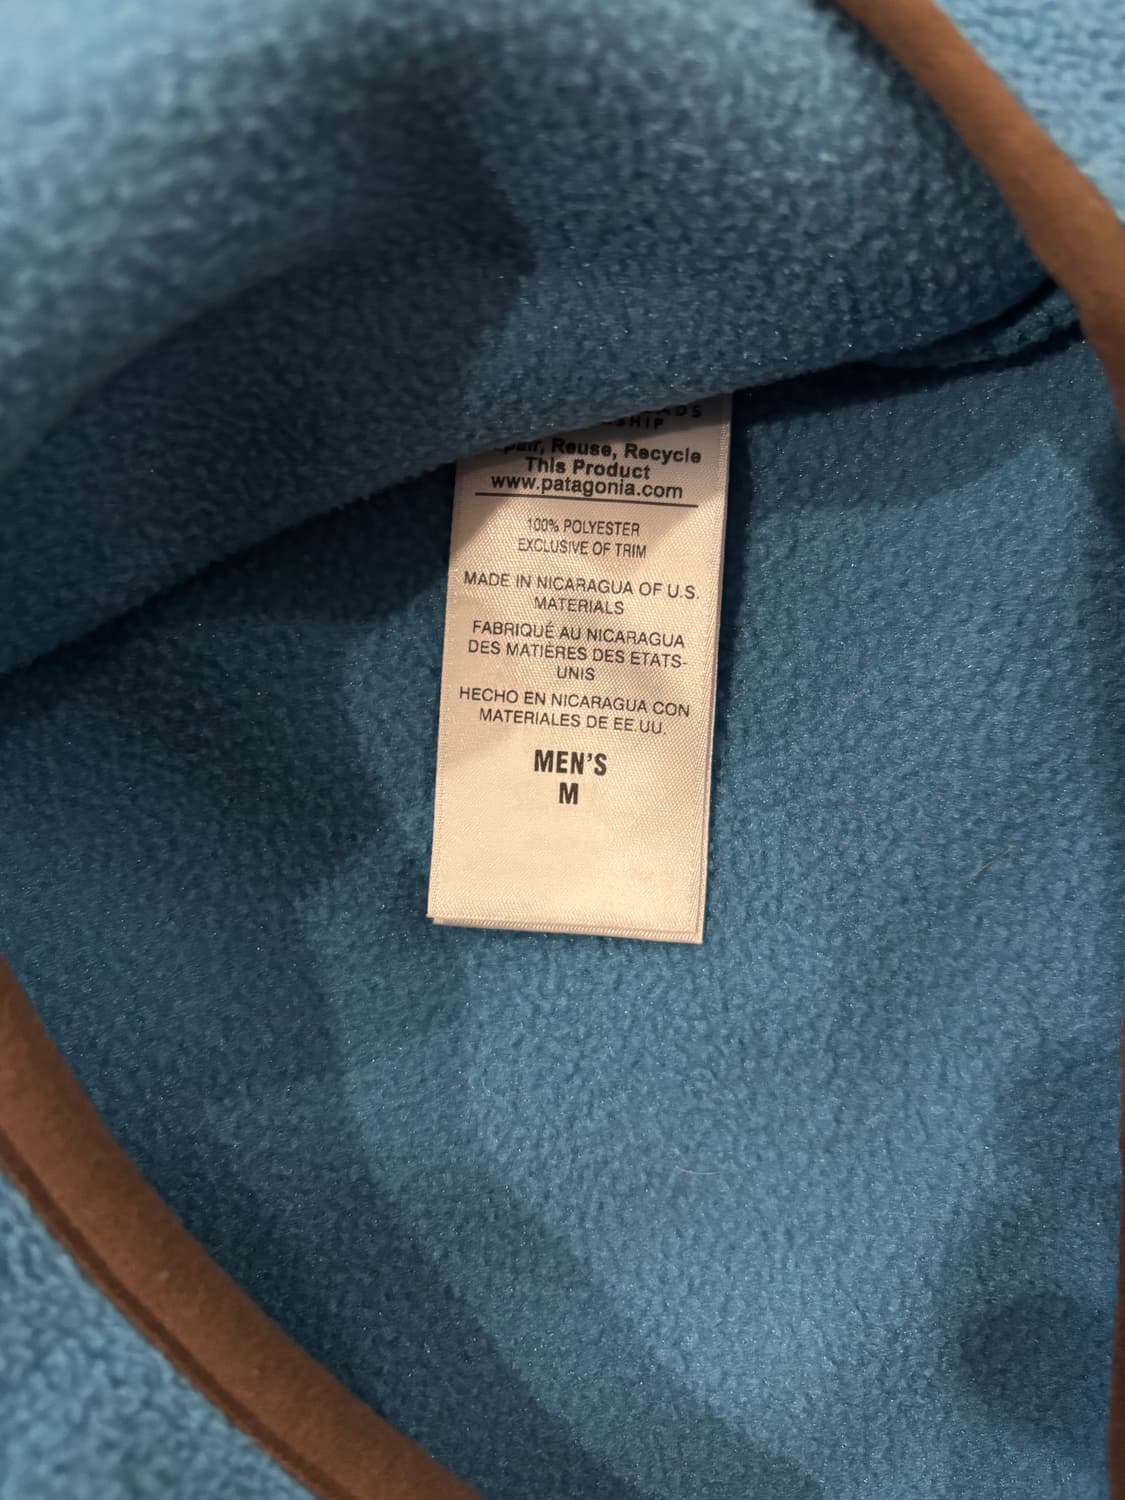 Reuse, Recycle
This Product
www.patagonia.com
100% POLYESTER
EXCLUSIVE OF TRIM
MADE IN NICARAGUA OF U.S.
MATERIALS
FABRIQUÉ AU NICARAGUA
DES MATIÈRES DES ETATS-
UNIS
HECHO EN NICARAGUA CON
MATERIALES DE EE.UU.
MEN'S
M